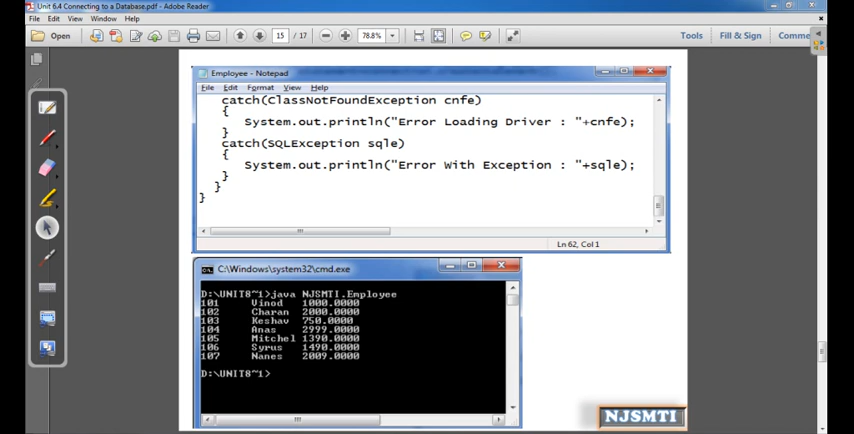 Unit 6.4 Connecting to a Database.pdf - Adobe Reader
File Edit View Window Help
Open 15 / 17 78.8% Tools Fill & Sign Comme
Employee - Notepad
File Edit Format View Help
catch(ClassNotFoundException cnfe)
{
System.out.println("Error Loading Driver : "+cnfe);
}
catch(SQLException sqle)
{
System.out.println("Error With Exception : "+sqle);
}
}
}
Ln 62, Col 1
C:\Windows\system32\cmd.exe
D:\UNIT8~1>java NJSMTI.Employee
101 Vinod 1000.0000
102 Charan 2000.0000
103 Keshav 750.0000
104 Anas 2999.0000
105 Mitchel 1390.0000
106 Syrus 1490.0000
107 Nanes 2009.0000
D:\UNIT8~1>
NJSMTI